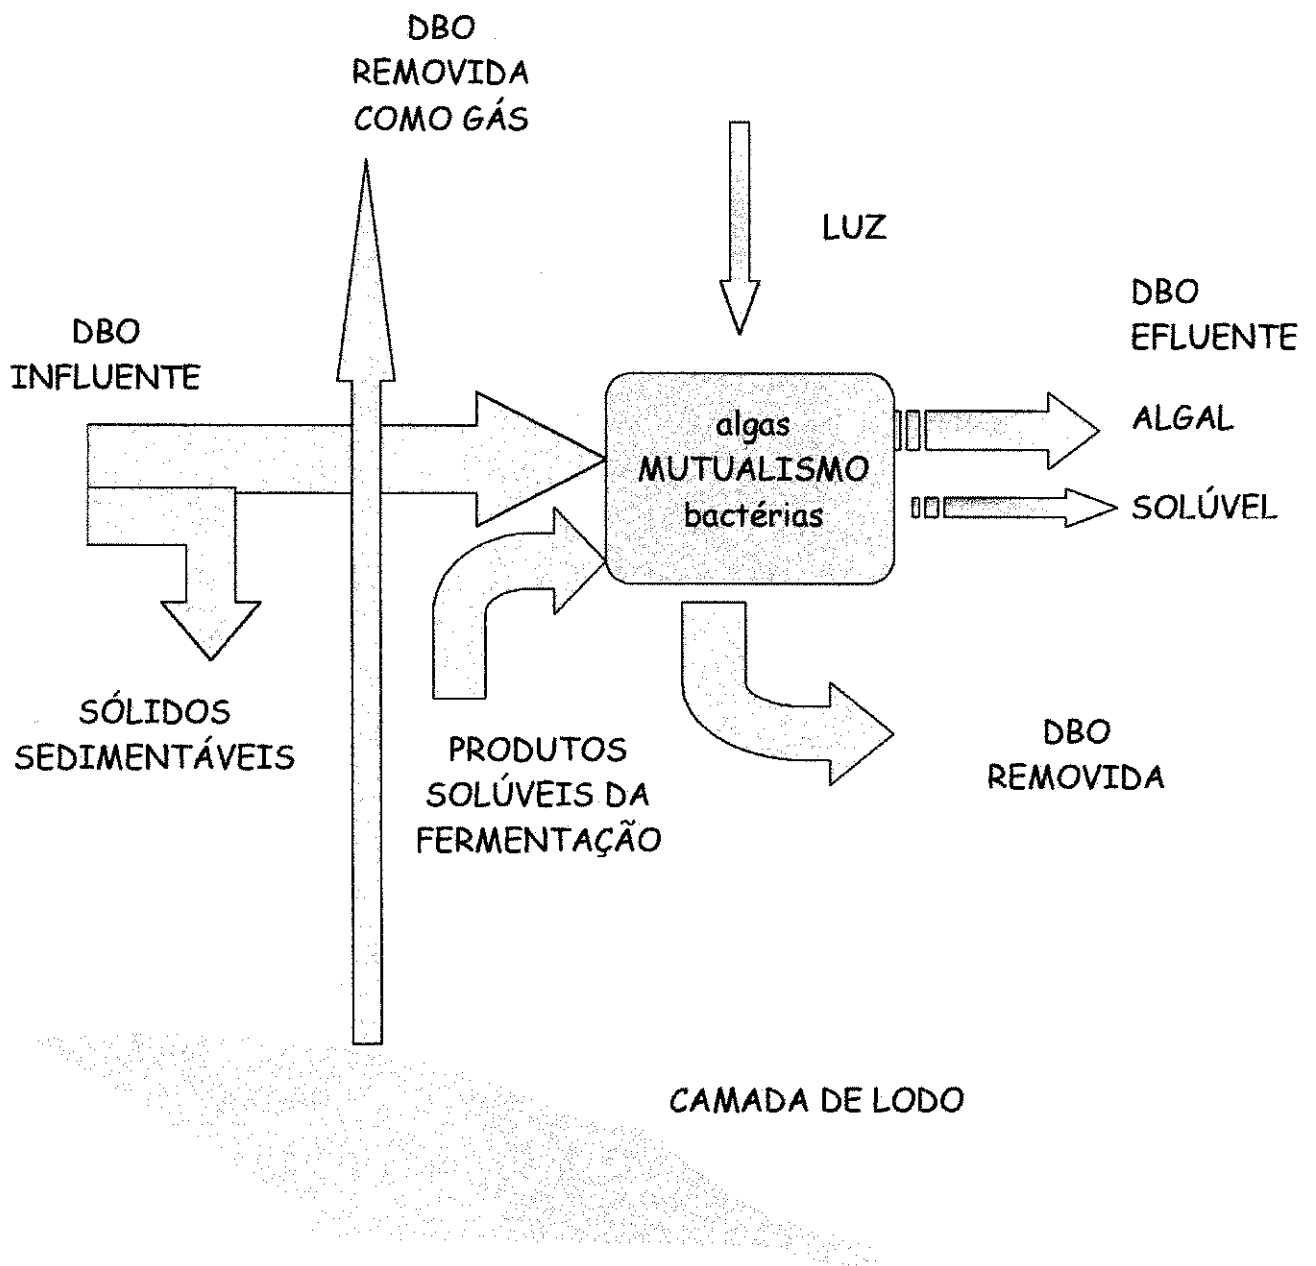 DBO
REMOVIDA
COMO GÁS
LUZ
DBO
INFLUENTE
DBO
EFLUENTE
algas
MUTUALISMO
bactérias
ALGAL
SOLÚVEL
SÓLIDOS
SEDIMENTÁVEIS
PRODUTOS
SOLÚVEIS DA
FERMENTAÇÃO
DBO
REMOVIDA
CAMADA DE LODO